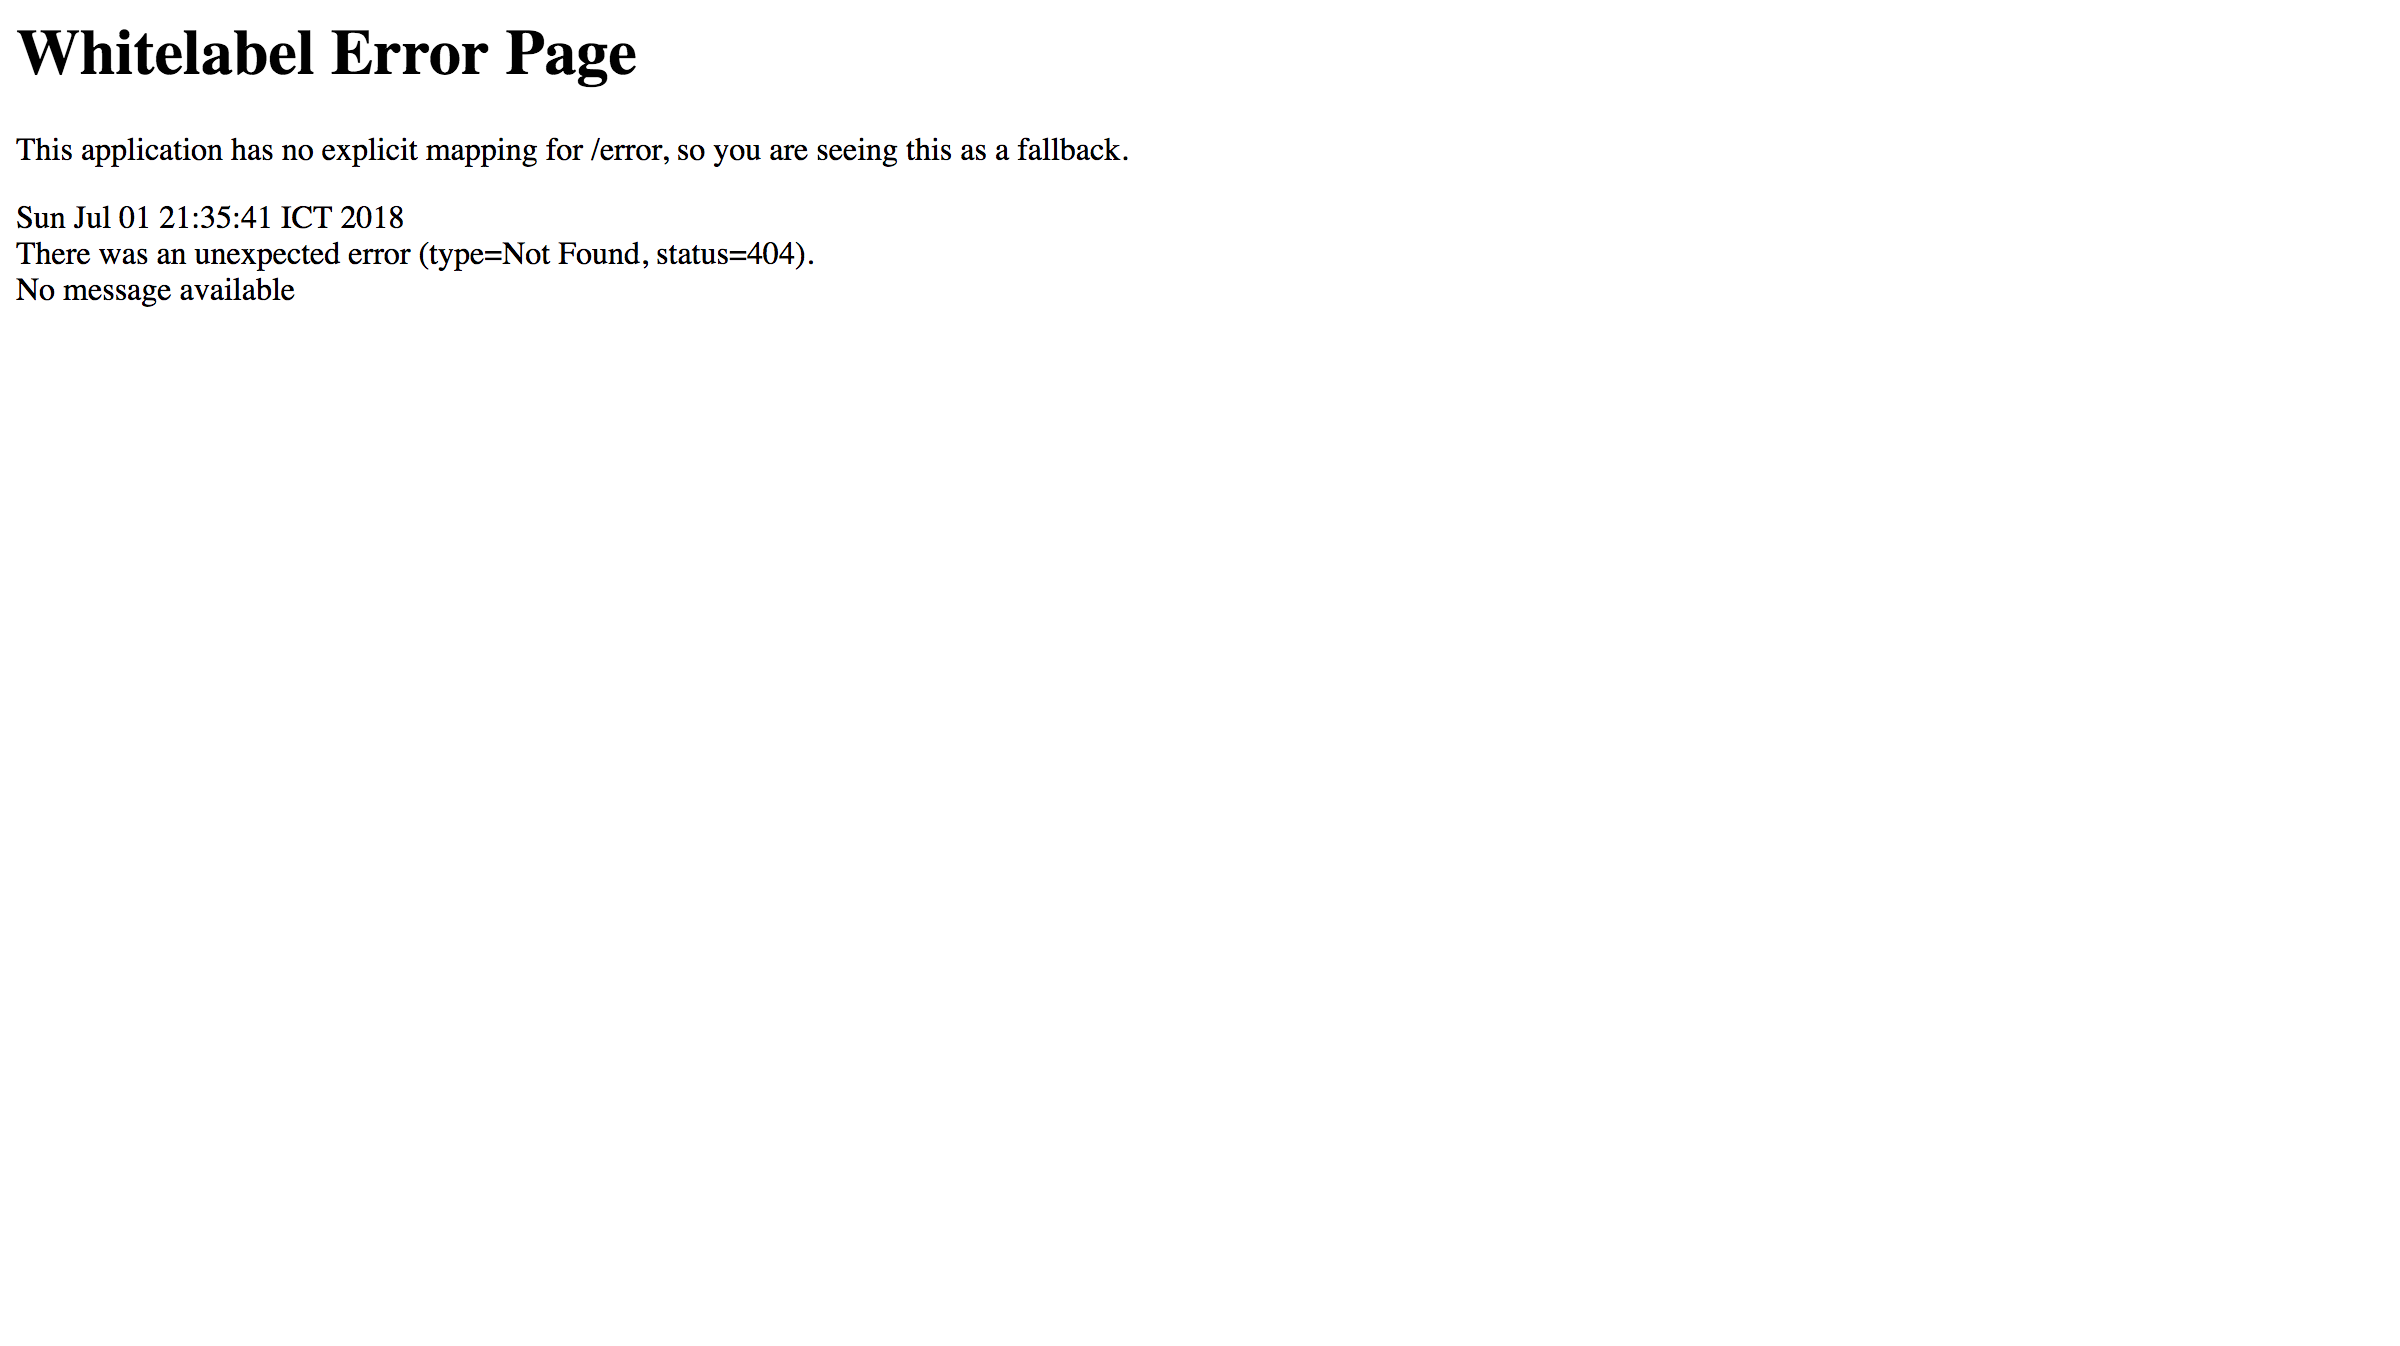 Whitelabel Error Page
This application has no explicit mapping for /error, so you are seeing this as a fallback.
Sun Jul 01 21:35:41 ICT 2018
There was an unexpected error (type=Not Found, status=404).
No message available